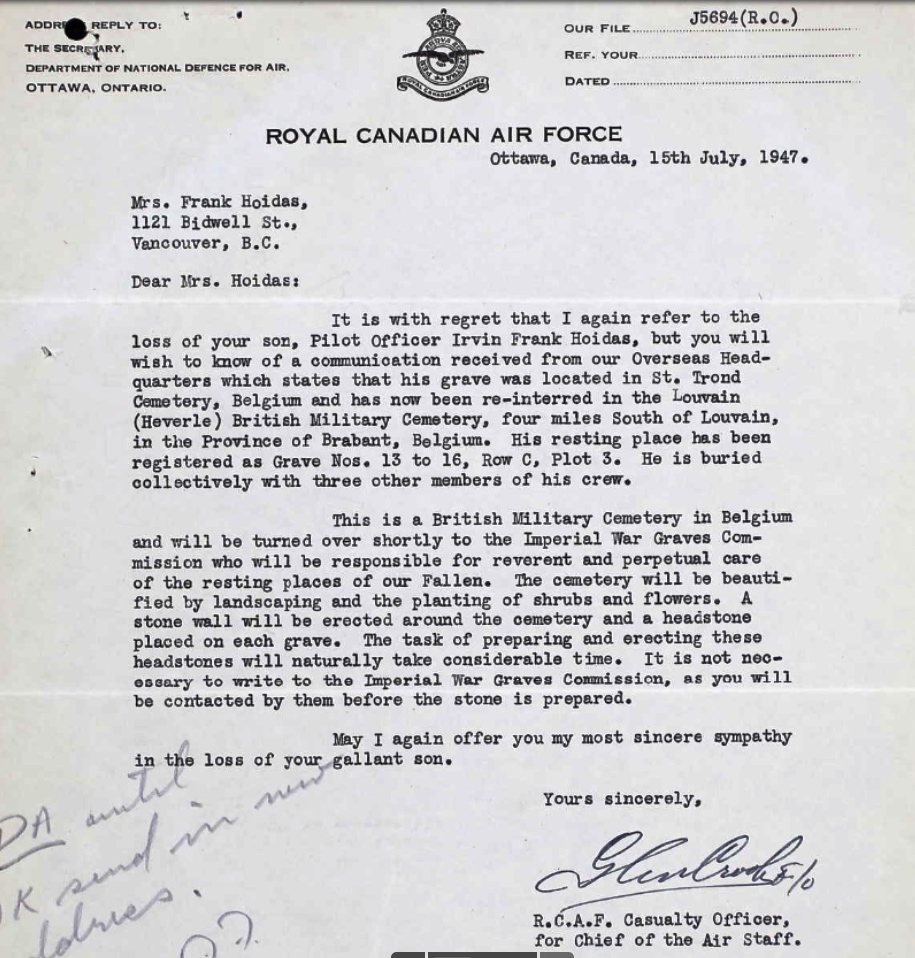 ADDRESS REPLY TO:
THE SECRETARY,
DEPARTMENT OF NATIONAL DEFENCE FOR AIR,
OTTAWA, ONTARIO.
OUR FILE J5694(R.O.)
REF. YOUR
DATED
ROYAL CANADIAN AIR FORCE
ROYAL CANADIAN AIR FORCE
Ottawa, Canada, 15th July, 1947.
Mrs. Frank Hoidas,
1121 Bidwell St.,
Vancouver, B.C.
Dear Mrs. Hoidas:
It is with regret that I again refer to the
loss of your son, Pilot Officer Irvin Frank Hoidas, but you will
wish to know of a communication received from our Overseas Head-
quarters which states that his grave was located in St. Trond
Cemetery, Belgium and has now been re-interred in the Louvain
(Heverle) British Military Cemetery, four miles South of Louvain,
in the Province of Brabant, Belgium. His resting place has been
registered as Grave Nos. 13 to 16, Row C, Plot 3. He is buried
collectively with three other members of his crew.
This is a British Military Cemetery in Belgium
and will be turned over shortly to the Imperial War Graves Com-
mission who will be responsible for reverent and perpetual care
of the resting places of our Fallen. The cemetery will be beauti-
fied by landscaping and the planting of shrubs and flowers. A
stone wall will be erected around the cemetery and a headstone
placed on each grave. The task of preparing and erecting these
headstones will naturally take considerable time. It is not nec-
essary to write to the Imperial War Graves Commission, as you will
be contacted by them before the stone is prepared.
May I again offer you my most sincere sympathy
in the loss of your gallant son.
Yours sincerely,
R.C.A.F. Casualty Officer,
for Chief of the Air Staff.
DA until
send in new
address.